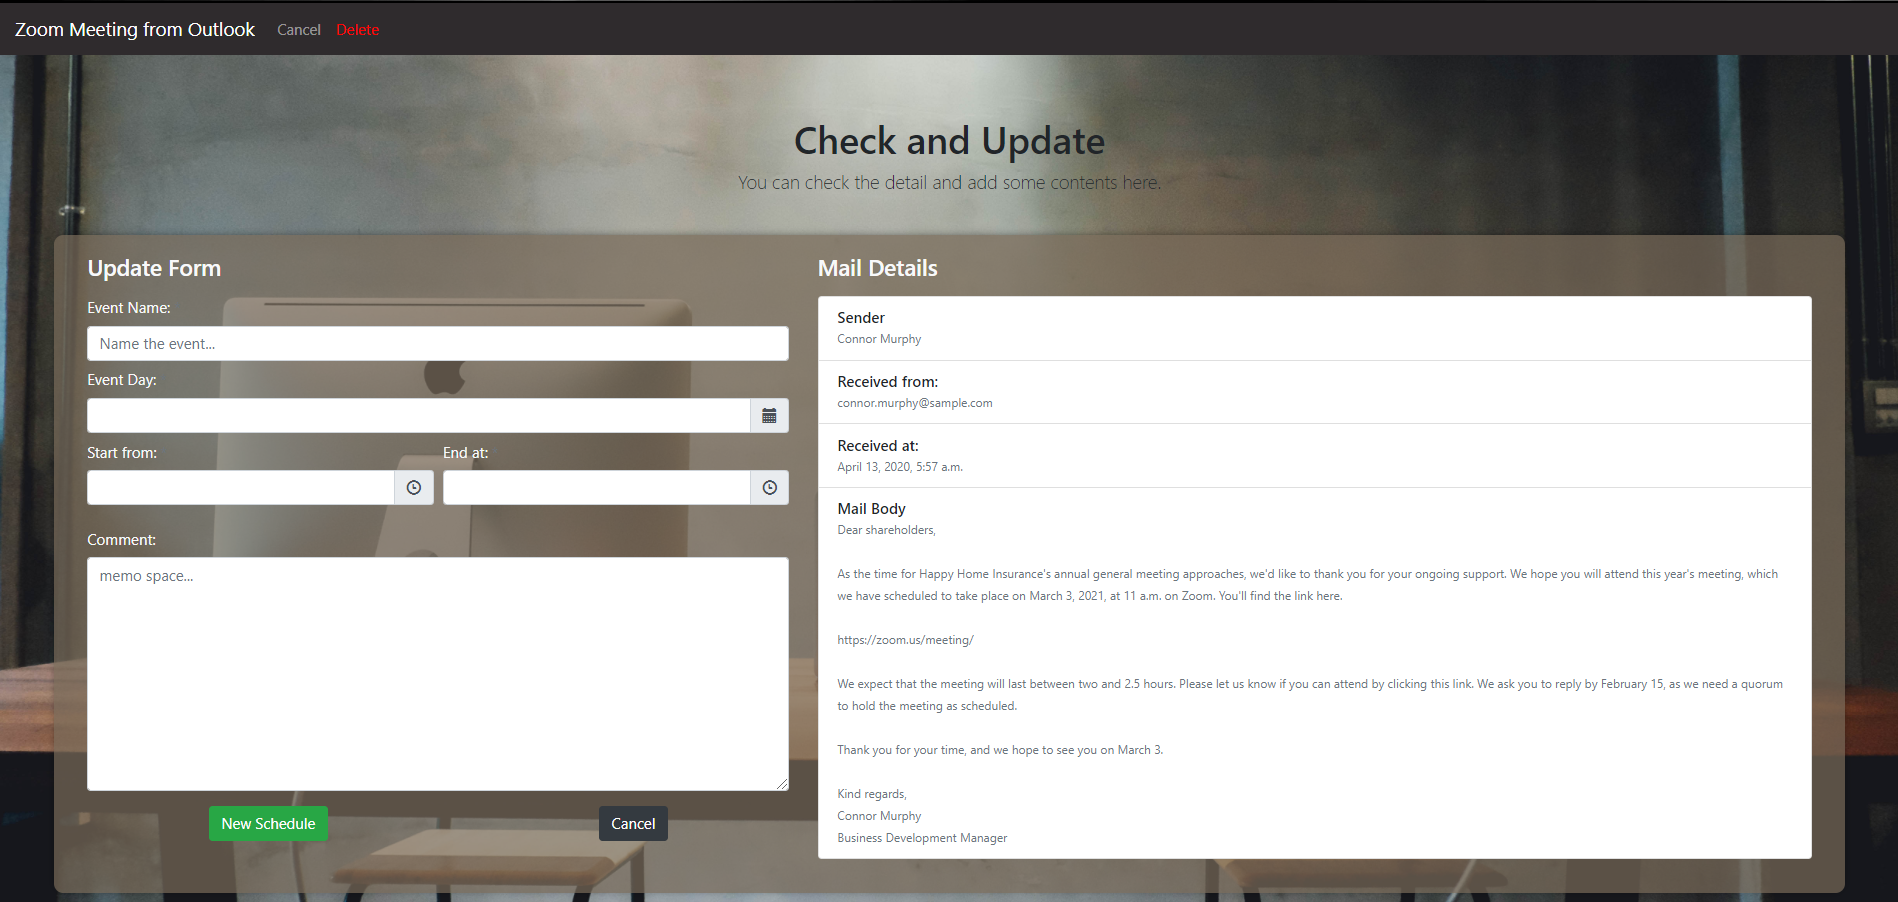 Zoom Meeting from Outlook Cancel Delete
Check and Update
You can check the detail and add some contents here.
Update Form
Event Name:
Name the event...
Event Day:
Start from: End at:
Comment:
memo space...
New Schedule Cancel
Mail Details
Sender
Connor Murphy
Received from:
connor.murphy@sample.com
Received at:
April 13, 2020, 5:57 a.m.
Mail Body
Dear shareholders,
As the time for Happy Home Insurance's annual general meeting approaches, we'd like to thank you for your ongoing support. We hope you will attend this year's meeting, which
we have scheduled to take place on March 3, 2021, at 11 a.m. on Zoom. You'll find the link here.
https://zoom.us/meeting/
We expect that the meeting will last between two and 2.5 hours. Please let us know if you can attend by clicking this link. We ask you to reply by February 15, as we need a quorum
to hold the meeting as scheduled.
Thank you for your time, and we hope to see you on March 3.
Kind regards,
Connor Murphy
Business Development Manager